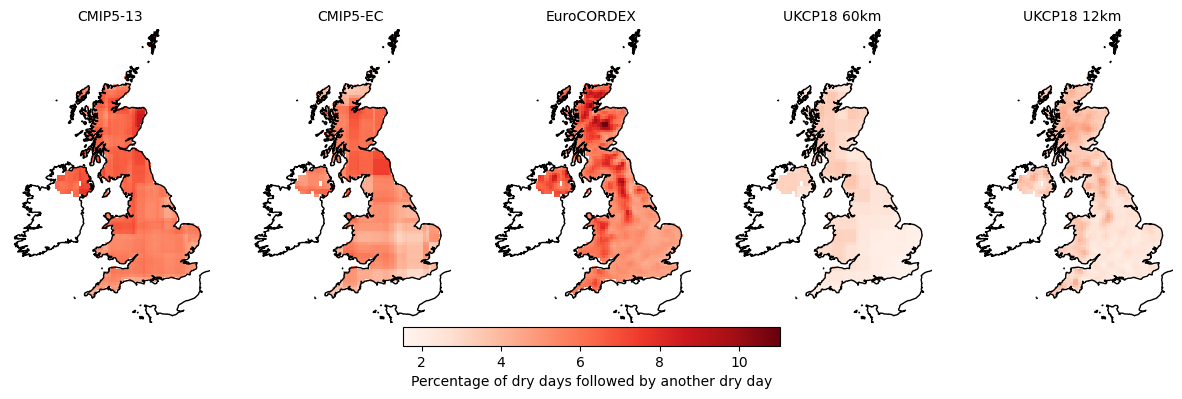 CMIP5-13
CMIP5-EC
EuroCORDEX
UKCP18 60km
UKCP18 12km
2
4
6
8
10
Percentage of dry days followed by another dry day